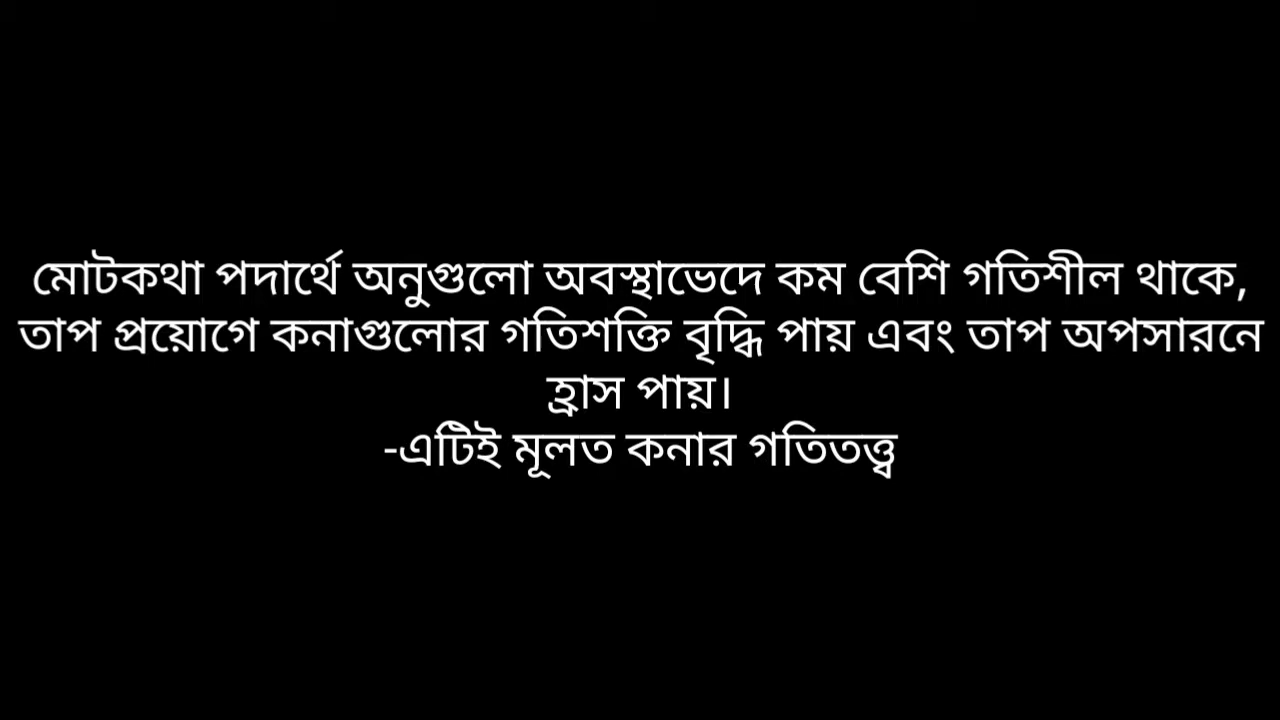 মোটকথা পদার্থে অনুগুলো অবস্থাভেদে কম বেশি গতিশীল থাকে,
তাপ প্রয়োগে কনাগুলোর গতিশক্তি বৃদ্ধি পায় এবং তাপ অপসারনে
হ্রাস পায়।
-এটিই মূলত কনার গতিতত্ত্ব